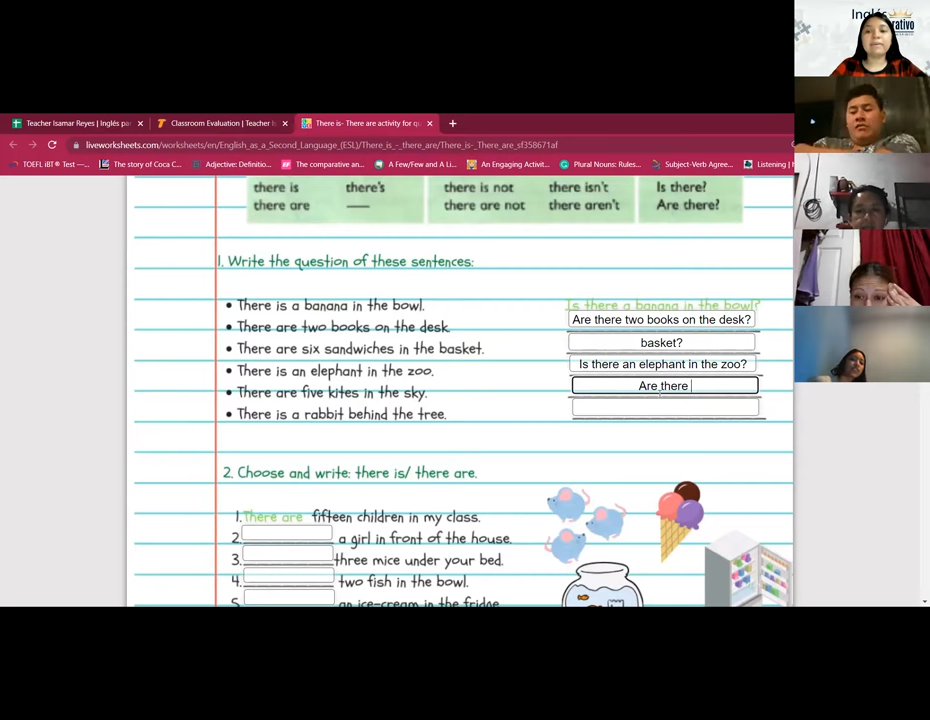 Inglés
rativo
Teacher Isamar Reyes | Inglés pa
Classroom Evaluation | Teacher I
There is- There are activity for
liveworksheets.com/worksheets/en/English_as_a_Second_Language_(ESL)/There_is_-_there_are/There_is-_There_are_sf358671af
TOEFL iBT® Test —...
The story of Coca C...
Adjective: Definitio...
The comparative an...
A Few/Few and A Li...
An Engaging Activit...
Plural Nouns: Rules...
Subject-Verb Agree...
Listening
there is there's there is not there isn't Is there?
there are —— there are not there aren't Are there?
1. Write the question of these sentences:
• There is a banana in the bowl. Is there a banana in the bowl?
• There are two books on the desk. Are there two books on the desk?
• There are six sandwiches in the basket. basket?
• There is an elephant in the zoo. Is there an elephant in the zoo?
• There are five kites in the sky. Are there
• There is a rabbit behind the tree.
2. Choose and write: there is/ there are.
1. There are fifteen children in my class.
2. a girl in front of the house.
3. three mice under your bed.
4. two fish in the bowl.
5. an ice-cream in the fridge